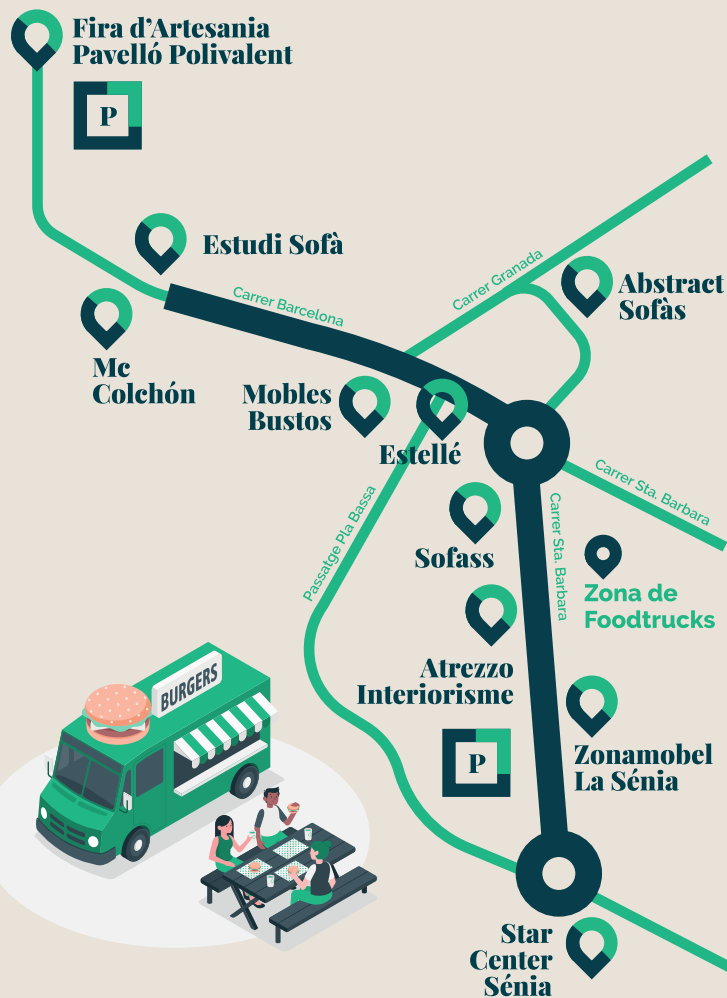 Fira d'Artesania
Pavelló Polivalent
P
Estudi Sofà
Carrer Granada
Abstract
Sofàs
Carrer Barcelona
Mc
Colchón
Mobles
Bustos
Estellé
Carrer Sta. Barbara
Passatge Pla Bassa
Carrer Sta. Barbara
Sofass
Zona de
Foodtrucks
Atrezzo
Interiorisme
BURGERS
P
Zonamobel
La Sénia
Star
Center
Sénia